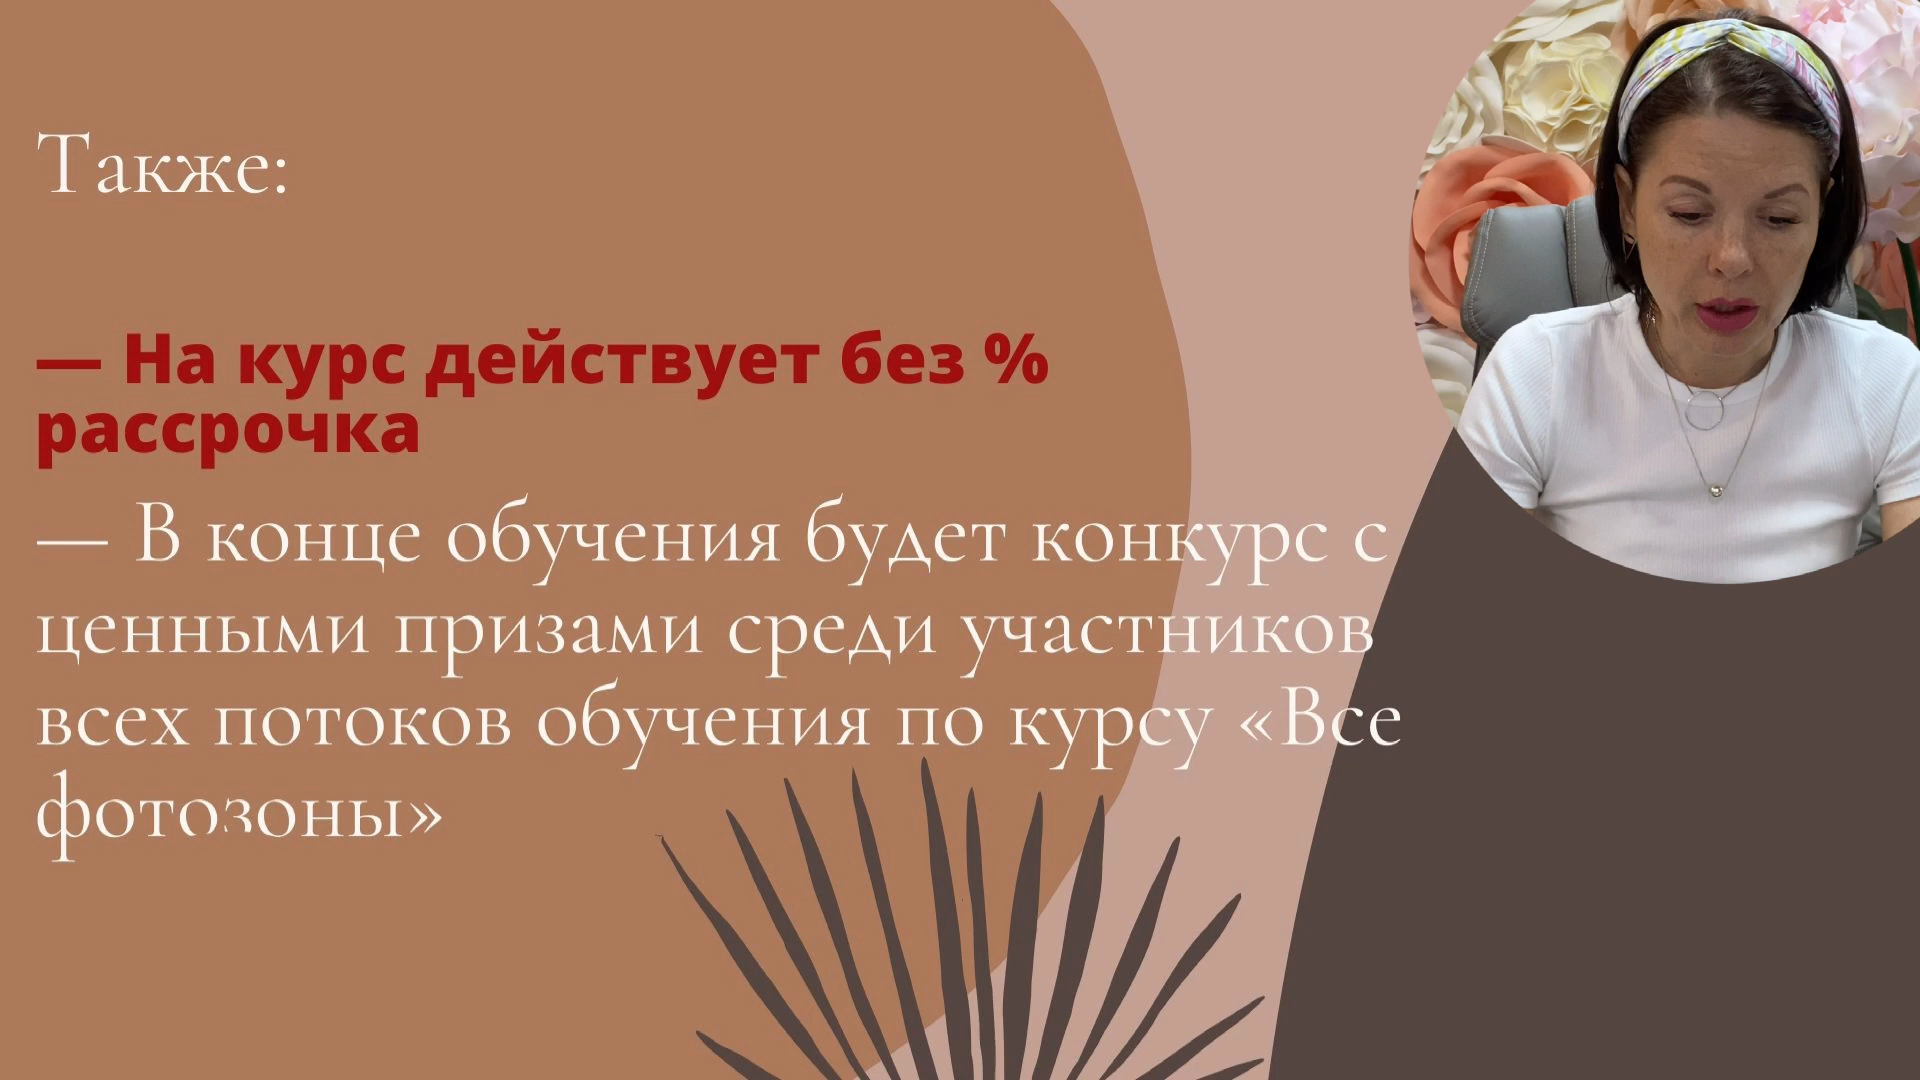 Также:
— На курс действует без %
рассрочка
— В конце обучения будет конкурс с
ценными призами среди участников
всех потоков обучения по курсу «Все
фотозоны»